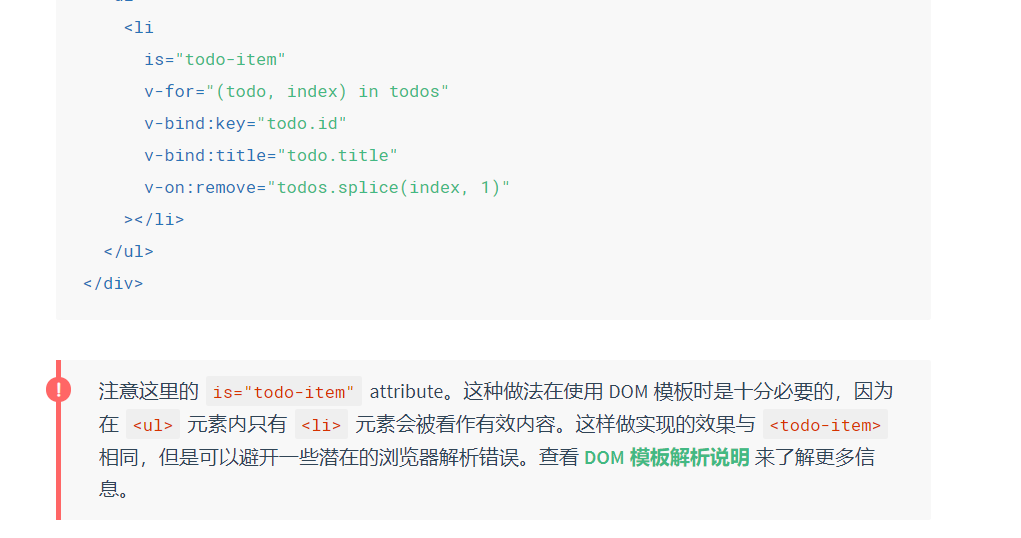 <li
is="todo-item"
v-for="(todo, index) in todos"
v-bind:key="todo.id"
v-bind:title="todo.title"
v-on:remove="todos.splice(index, 1)"
></li>
</ul>
</div>
!
注意这里的 is="todo-item" attribute。这种做法在使用 DOM 模板时是十分必要的，因为
在 <ul> 元素内只有 <li> 元素会被看作有效内容。这样做实现的效果与 <todo-item>
相同，但是可以避开一些潜在的浏览器解析错误。查看 DOM 模板解析说明 来了解更多信
息。